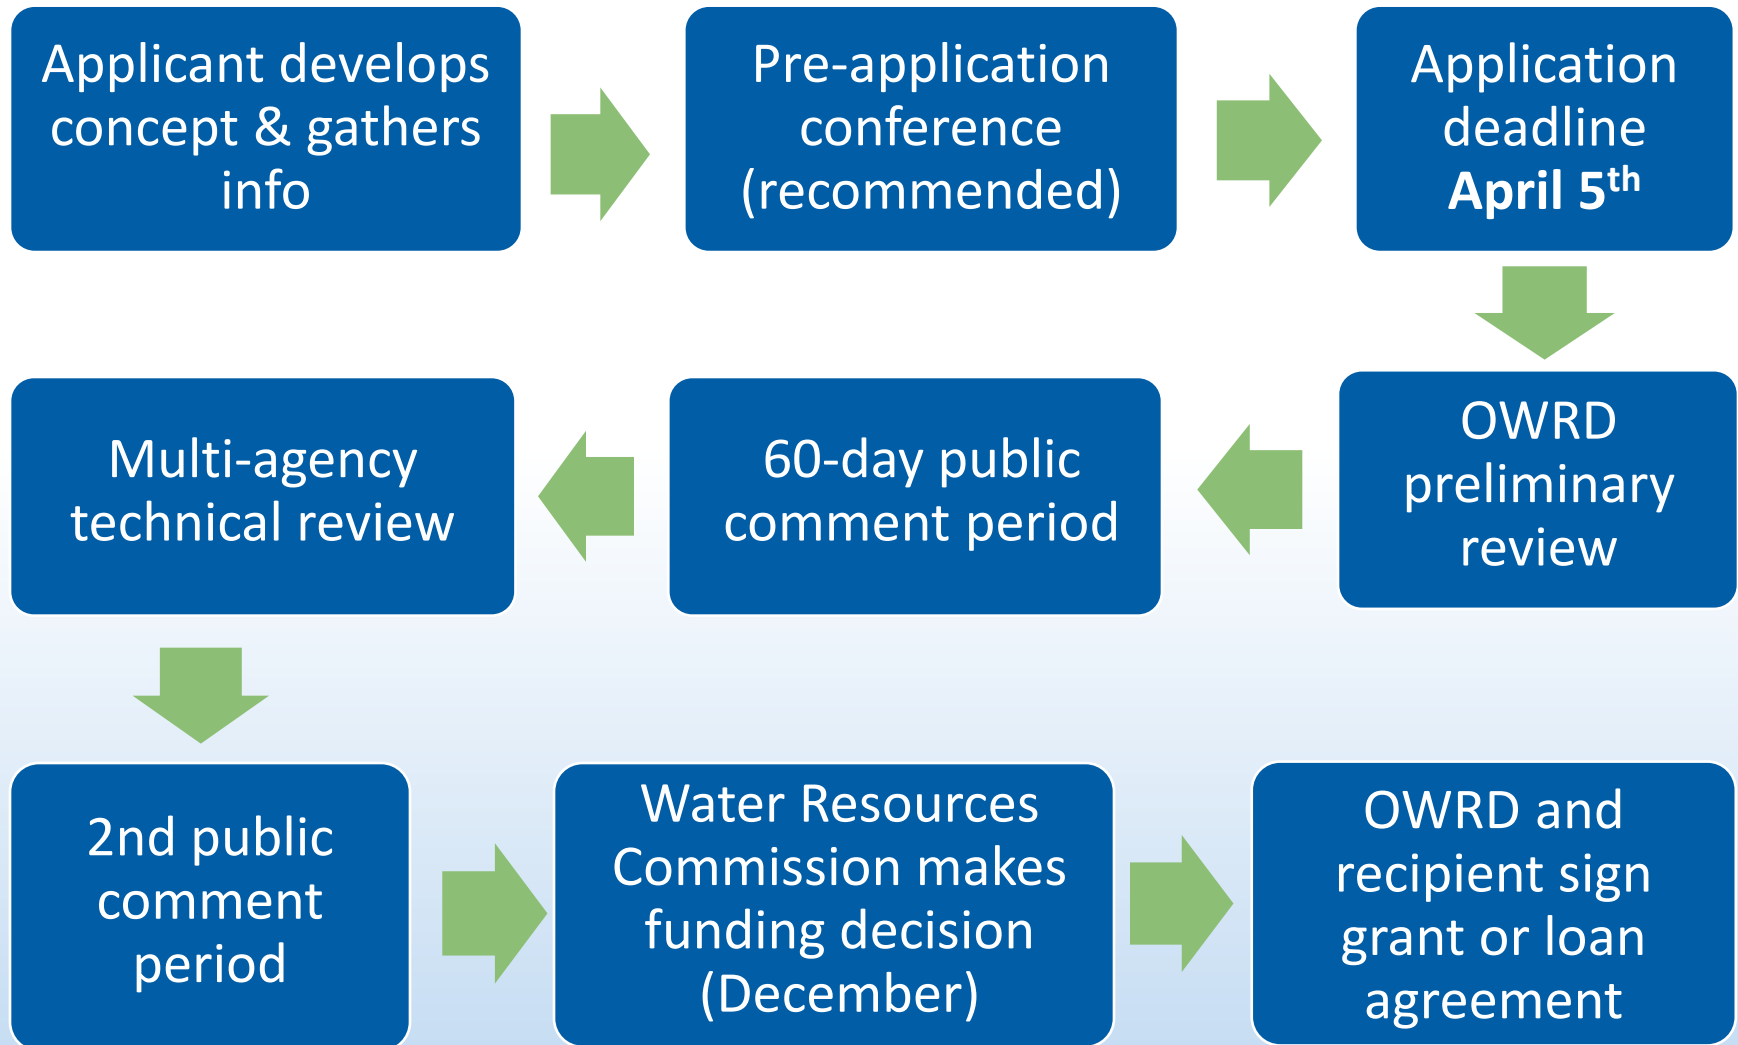 Applicant develops
concept & gathers
info
Pre-application
conference
(recommended)
Application
deadline
April 5th
OWRD
preliminary
review
60-day public
comment period
Multi-agency
technical review
2nd public
comment
period
Water Resources
Commission makes
funding decision
(December)
OWRD and
recipient sign
grant or loan
agreement